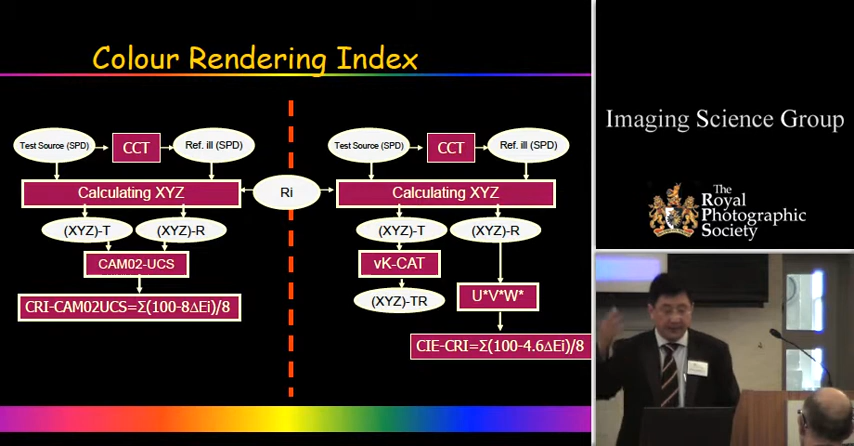 Colour Rendering Index
Test Source (SPD)
CCT
Ref. ill (SPD)
Calculating XYZ
(XYZ)-T
(XYZ)-R
CAM02-UCS
CRI-CAM02UCS=Σ(100-8ΔEi)/8
Ri
Test Source (SPD)
CCT
Ref. ill (SPD)
Calculating XYZ
(XYZ)-T
(XYZ)-R
vK-CAT
(XYZ)-TR
U*V*W*
CIE-CRI=Σ(100-4.6ΔEi)/8
Imaging Science Group
The
Royal
Photographic
Society